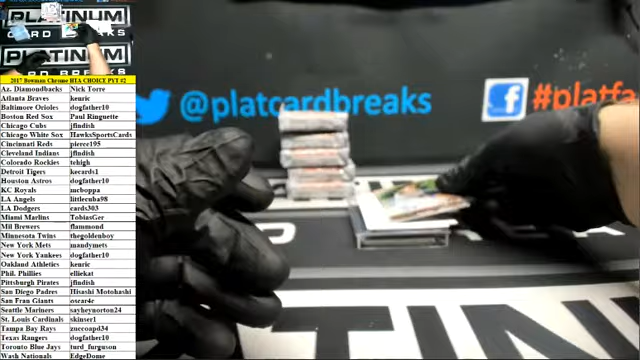 PLATINUM
CARD BREAKS
PLATINUM
RD BREAKS
2017 Bowman Chrome HTA CHOICE PYT #2
Az. Diamondbacks Nick Torre
Atlanta Braves kenric
Baltimore Orioles dogfather10
Boston Red Sox Paul Ringuette
Chicago Cubs jfindish
Chicago White Sox HawksSportsCards
Cincinnati Reds pierce195
Cleveland Indians jfindish
Colorado Rockies tchigh
Detroit Tigers kecards1
Houston Astros dogfather10
KC Royals mcboppa
LA Angels littlecuba98
LA Dodgers cards303
Miami Marlins TobiasGer
Mil Brewers flammond
Minnesota Twins thegoldenboy
New York Mets mandymets
New York Yankees dogfather10
Oakland Athletics kenric
Phil. Phillies elliekat
Pittsburgh Pirates jfindish
San Diego Padres Hisashi Motohashi
San Fran Giants oscar4c
Seattle Mariners sayheynorton24
St. Louis Cardinals skinser1
Tampa Bay Rays zuccoapd34
Texas Rangers dogfather10
Toronto Blue Jays turd_furguson
Wash Nationals EdgeDome
@platcardbreaks
f #platfa
TIN